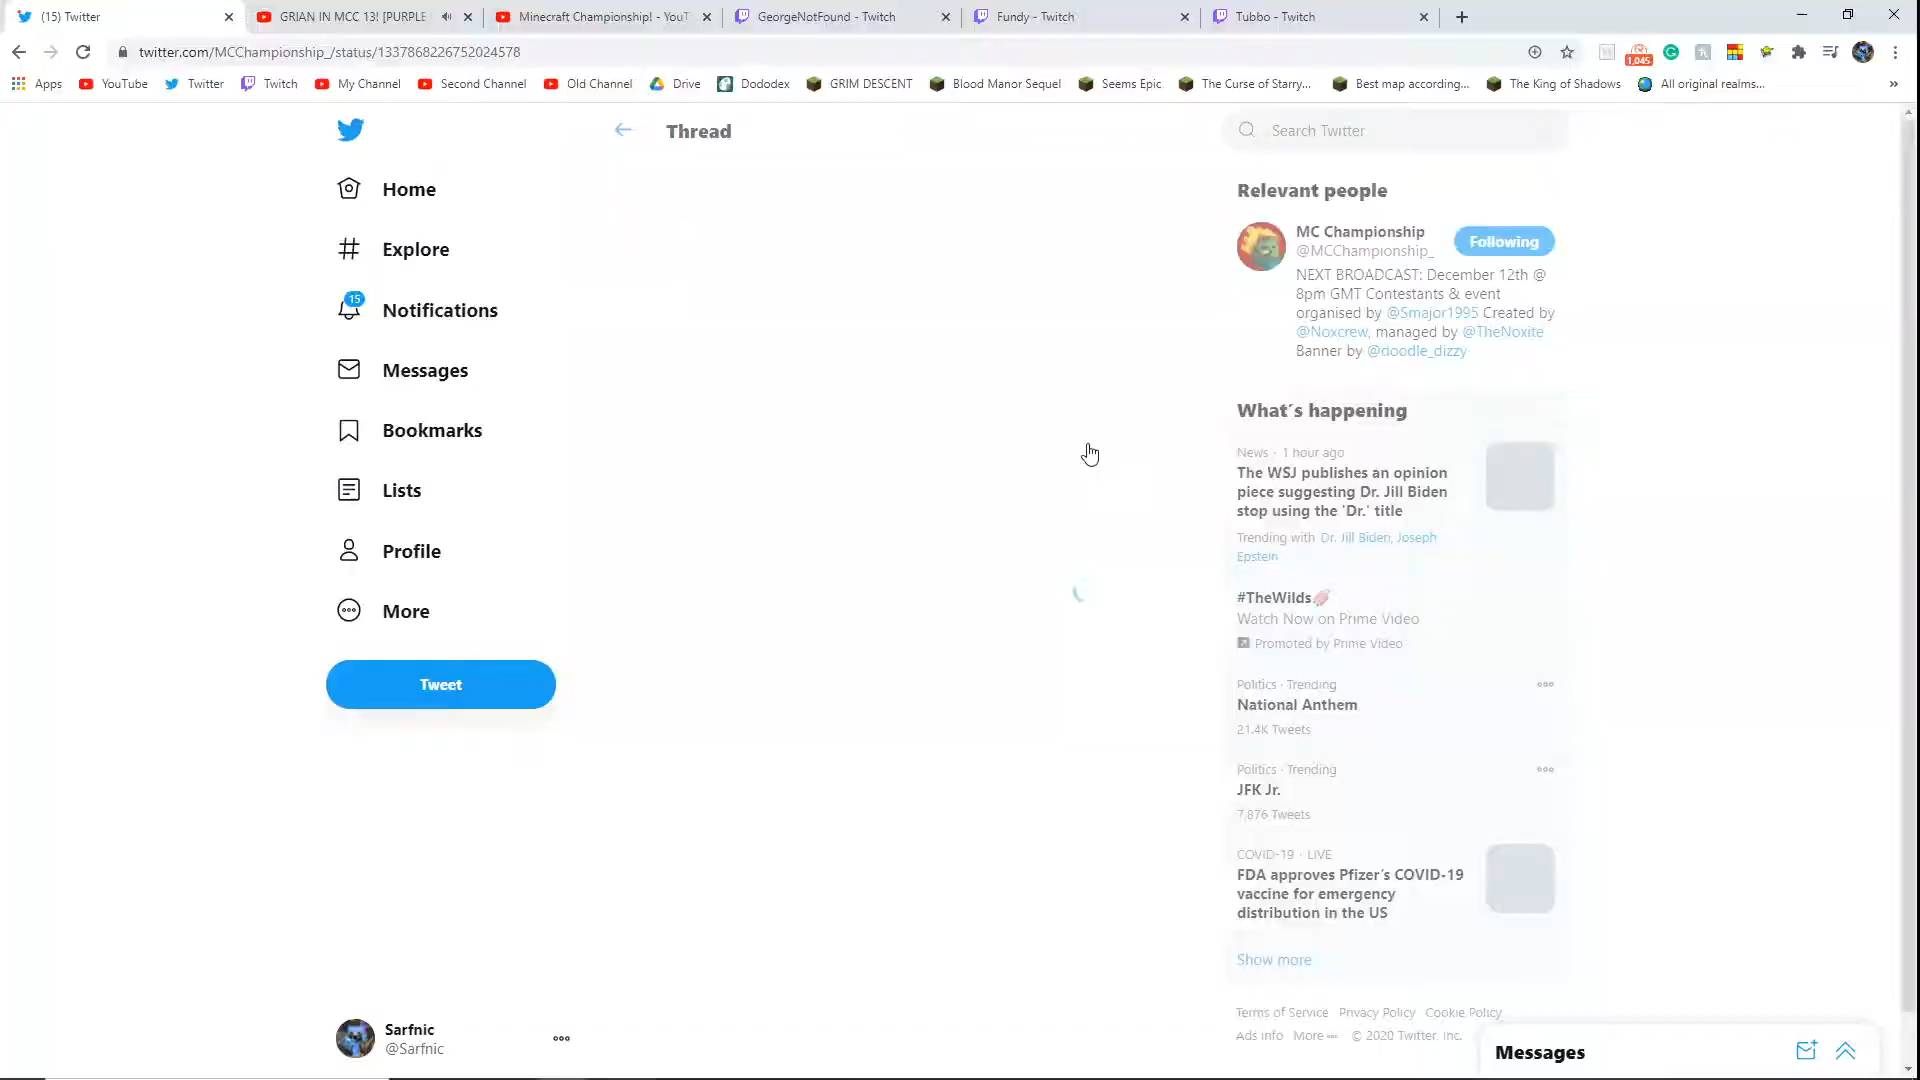 (15) Twitter
GRIAN IN MCC 13! [PURPLE
Minecraft Championship! - YouT
GeorgeNotFound - Twitch
Fundy - Twitch
Tubbo - Twitch
twitter.com/MCChampionship_/status/1337868226752024578
1,045
Apps
YouTube
Twitter
Twitch
My Channel
Second Channel
Old Channel
Drive
Dododex
GRIM DESCENT
Blood Manor Sequel
Seems Epic
The Curse of Starry...
Best map according...
The King of Shadows
All original realms...
»
Home
Explore
15
Notifications
Messages
Bookmarks
Lists
Profile
More
Tweet
Sarfnic
@Sarfnic
Thread
Search Twitter
Relevant people
MC Championship
@MCChampionship_
Following
NEXT BROADCAST: December 12th @
8pm GMT Contestants & event
organised by @Smajor1995 Created by
@Noxcrew, managed by @TheNoxite
Banner by @doodle_dizzy
What's happening
News · 1 hour ago
The WSJ publishes an opinion
piece suggesting Dr. Jill Biden
stop using the 'Dr.' title
Trending with Dr. Jill Biden, Joseph
Epstein
#TheWilds
Watch Now on Prime Video
Promoted by Prime Video
Politics · Trending
National Anthem
21.4K Tweets
Politics · Trending
JFK Jr.
7,876 Tweets
COVID-19 · LIVE
FDA approves Pfizer's COVID-19
vaccine for emergency
distribution in the US
Show more
Terms of Service Privacy Policy Cookie Policy
Ads info More © 2020 Twitter, Inc.
Messages